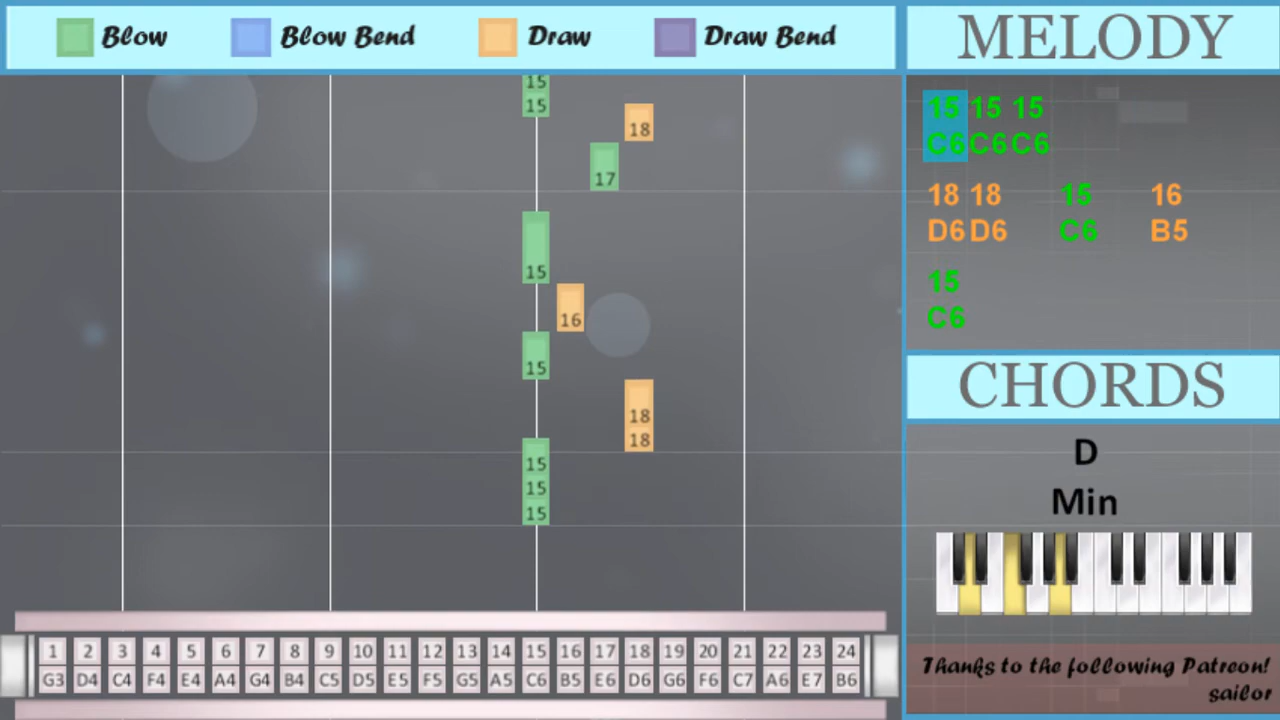 Blow Blow Bend Draw Draw Bend
MELODY
15 15 15
C6 C6 C6
18 18 15 16
D6 D6 C6 B5
15
C6
15
15
18
17
15
16
15
18
18
15
15
15
CHORDS
D
Min
Thanks to the following Patreon!
sailor
1 2 3 4 5 6 7 8 9 10 11 12 13 14 15 16 17 18 19 20 21 22 23 24
G3 D4 C4 F4 E4 A4 G4 B4 C5 D5 E5 F5 G5 A5 C6 B5 E6 D6 G6 F6 C7 A6 E7 B6